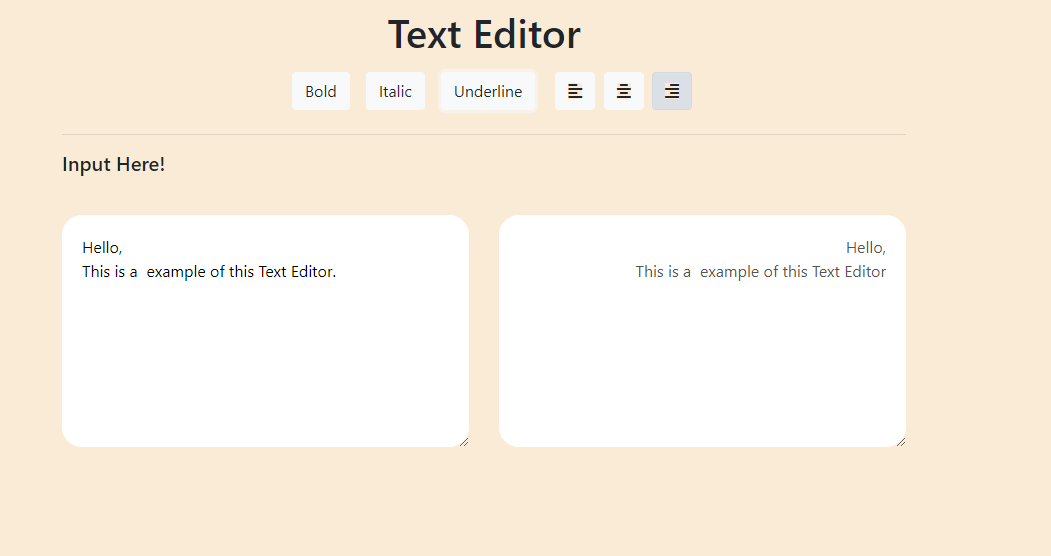 Text Editor
Bold Italic Underline
Input Here!
Hello,
This is a  example of this Text Editor.
Hello,
This is a  example of this Text Editor